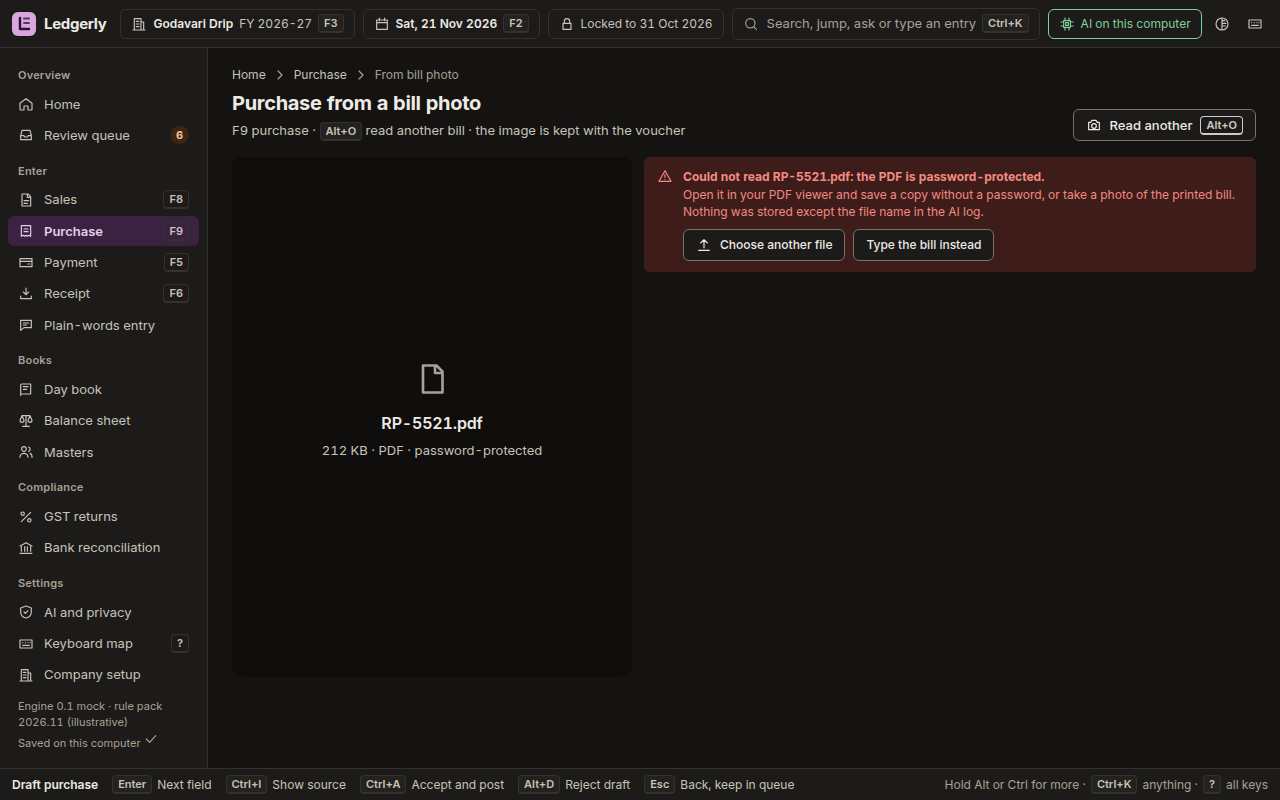 Ledgerly
Godavari Drip FY 2026-27 F3
Sat, 21 Nov 2026 F2
Locked to 31 Oct 2026
Search, jump, ask or type an entry Ctrl+K
AI on this computer
Overview
Home
Review queue 6
Enter
Sales F8
Purchase F9
Payment F5
Receipt F6
Plain-words entry
Books
Day book
Balance sheet
Masters
Compliance
GST returns
Bank reconciliation
Settings
AI and privacy
Keyboard map ?
Company setup
Engine 0.1 mock · rule pack
2026.11 (illustrative)
Saved on this computer
Home > Purchase > From bill photo
Purchase from a bill photo
F9 purchase · Alt+O read another bill · the image is kept with the voucher
Read another Alt+O
RP-5521.pdf
212 KB · PDF · password-protected
Could not read RP-5521.pdf: the PDF is password-protected.
Open it in your PDF viewer and save a copy without a password, or take a photo of the printed bill.
Nothing was stored except the file name in the AI log.
Choose another file
Type the bill instead
Draft purchase Enter Next field Ctrl+I Show source Ctrl+A Accept and post Alt+D Reject draft Esc Back, keep in queue
Hold Alt or Ctrl for more · Ctrl+K anything · ? all keys